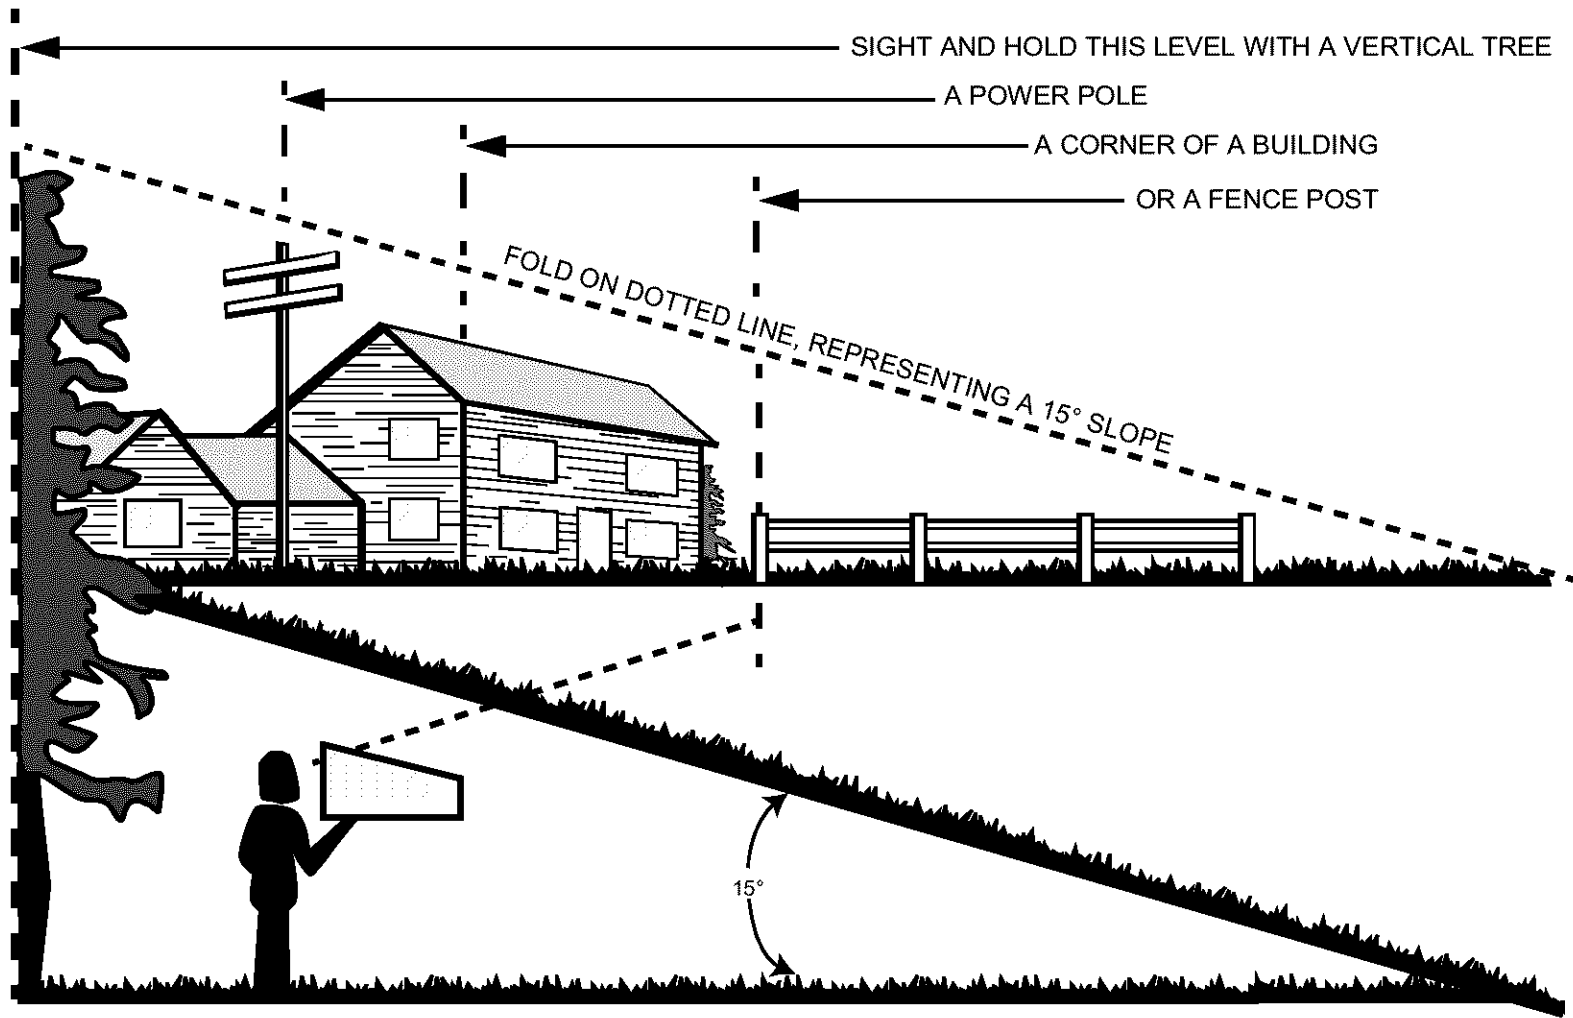 SIGHT AND HOLD THIS LEVEL WITH A VERTICAL TREE
A POWER POLE
A CORNER OF A BUILDING
OR A FENCE POST
FOLD ON DOTTED LINE, REPRESENTING A 15° SLOPE
15°